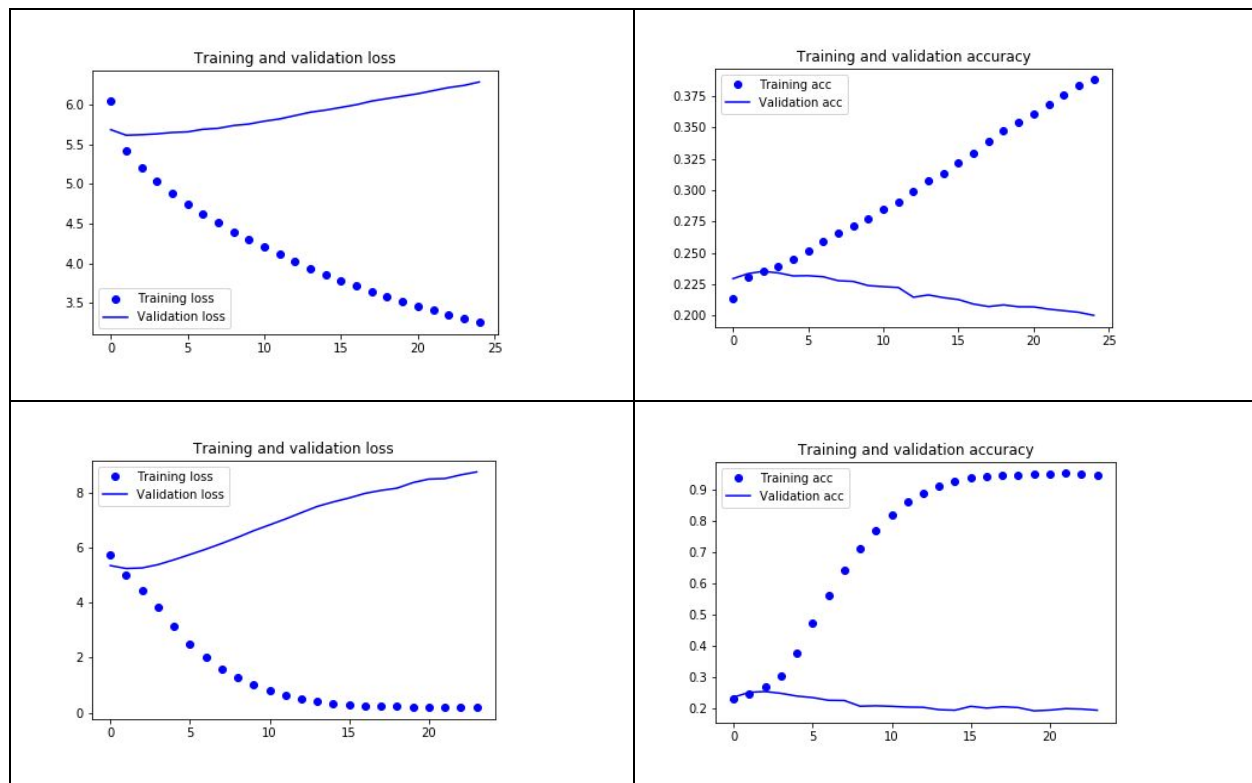 Training and validation loss
6.0
5.5
5.0
4.5
4.0
3.5
Training loss
Validation loss
0 5 10 15 20 25
Training and validation accuracy
Training acc
Validation acc
0.375
0.350
0.325
0.300
0.275
0.250
0.225
0.200
0 5 10 15 20 25
Training and validation loss
Training loss
Validation loss
8
6
4
2
0
0 5 10 15 20
Training and validation accuracy
Training acc
Validation acc
0.9
0.8
0.7
0.6
0.5
0.4
0.3
0.2
0 5 10 15 20